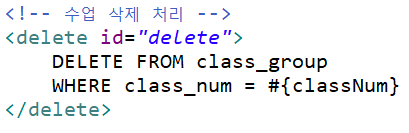 <!-- 수업 삭제 처리 -->
<delete id="delete">
    DELETE FROM class_group
    WHERE class_num = #{classNum}
</delete>